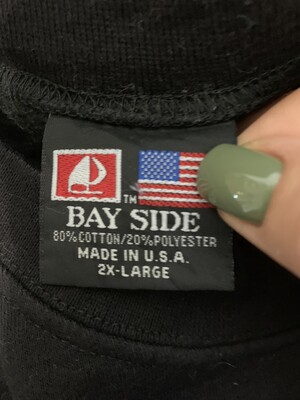 TM
BAY SIDE
80%COTTON/20%POLYESTER
MADE IN U.S.A.
2X-LARGE